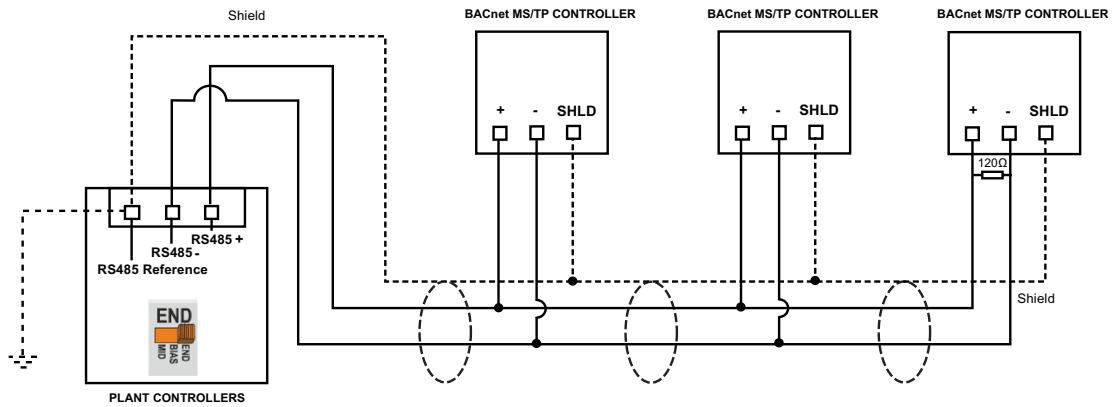 Shield
BACnet MS/TP CONTROLLER
BACnet MS/TP CONTROLLER
BACnet MS/TP CONTROLLER
+ - SHLD
+ - SHLD
+ - SHLD
120Ω
RS485 +
RS485 -
RS485 Reference
Shield
END
MID
BIAS
END
PLANT CONTROLLERS